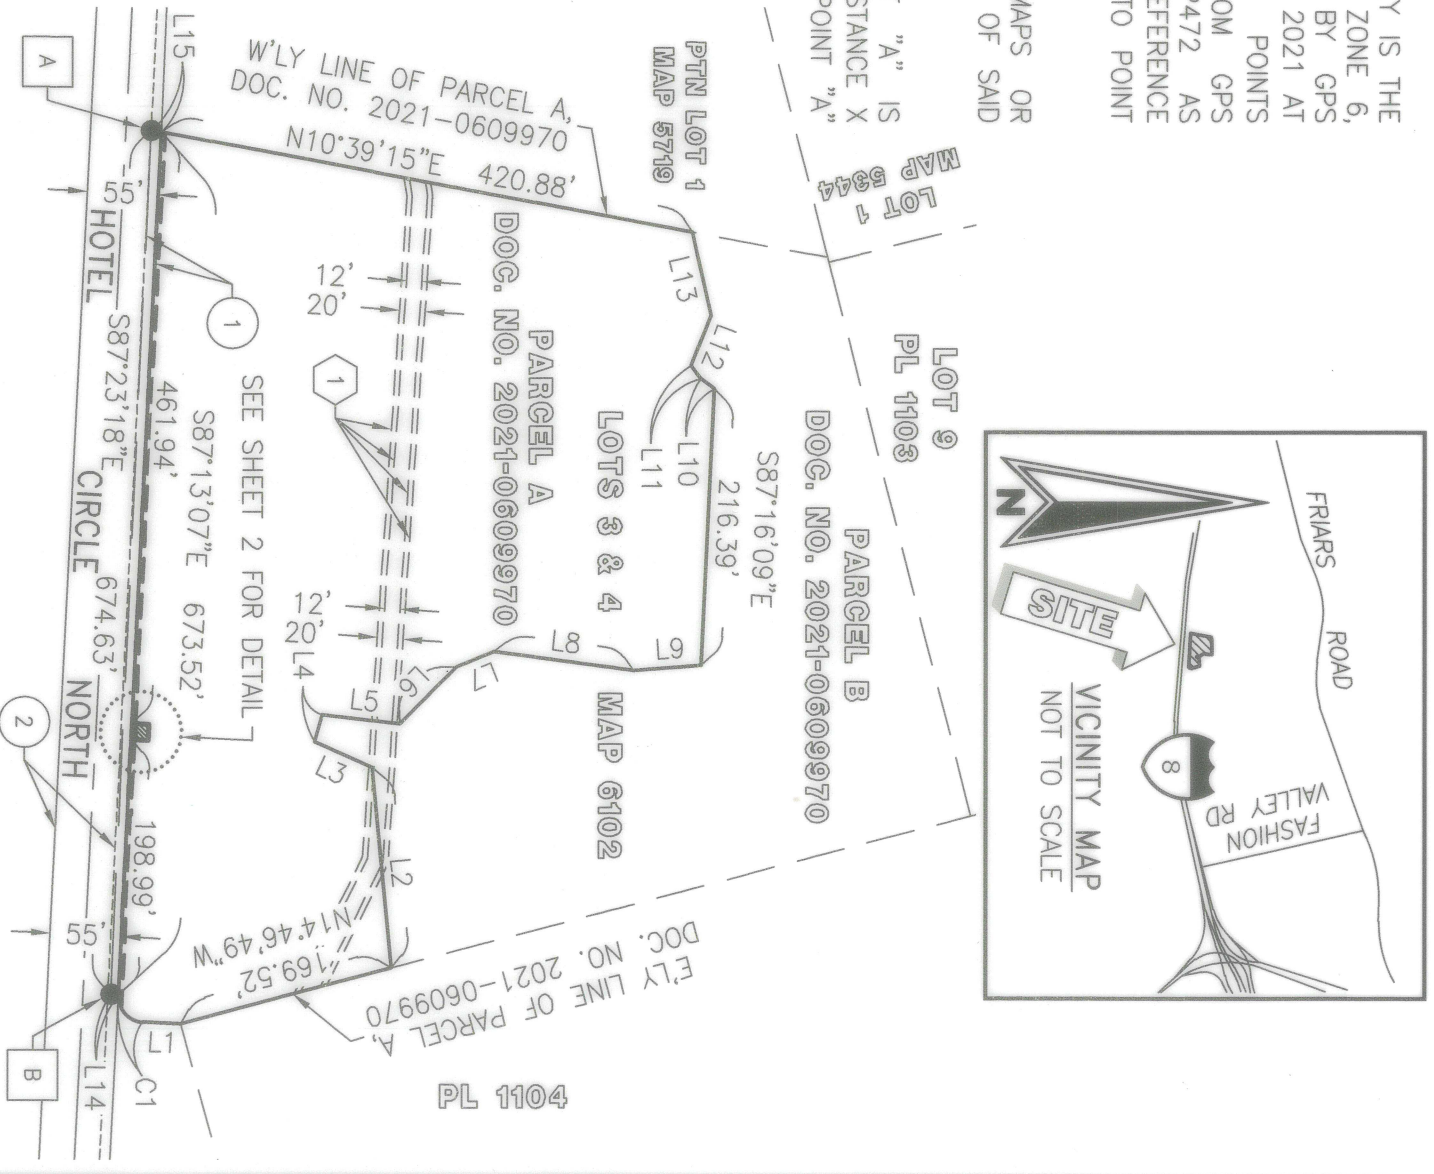 Y IS THE
ZONE 6,
BY GPS
2021 AT
POINTS
OM GPS
P472 AS
EFERENCE
TO POINT
MAPS OR
OF SAID
"A" IS
STANCE X
POINT "A"
FRIARS
ROAD
FASHION
VALLEY RD
8
N
SITE
VICINITY MAP
NOT TO SCALE
LOT 1
MAP 5344
LOT 9
PL 1103
PTN LOT 1
MAP 5719
PARCEL B
DOC. NO. 2021-0609970
S87°16'09"E
216.39'
L13
L12
L10
L11
L9
L8
L7
L6
L5
L4
L3
L2
L1
LOTS 3 & 4
MAP 6102
PARCEL A
DOC. NO. 2021-0609970
W'LY LINE OF PARCEL A,
DOC. NO. 2021-0609970
N10°39'15"E 420.88'
12'
20'
1
12'
20'
E'LY LINE OF PARCEL A,
DOC. NO. 2021-0609970
N14°46'49"W
169.52'
PL 1104
SEE SHEET 2 FOR DETAIL
1
S87°13'07"E 673.52'
461.94'
198.99'
L15
A
55'
S87°23'18"E 674.63'
HOTEL CIRCLE NORTH
2
55'
B
L14
C1